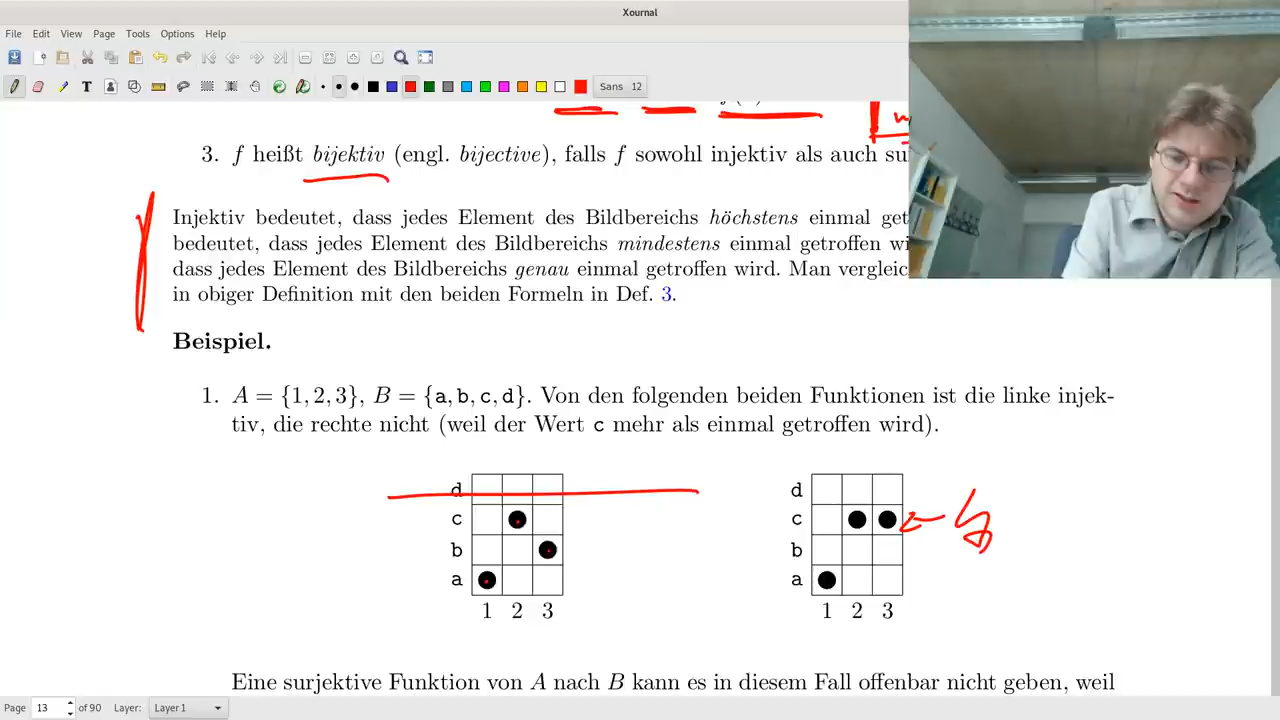 Xournal
File Edit View Page Tools Options Help
Sans 12
3. f heißt bijektiv (engl. bijective), falls f sowohl injektiv als auch
Injektiv bedeutet, dass jedes Element des Bildbereichs höchstens einmal
bedeutet, dass jedes Element des Bildbereichs mindestens einmal getroffen
dass jedes Element des Bildbereichs genau einmal getroffen wird. Man
in obiger Definition mit den beiden Formeln in Def. 3.
Beispiel.
1. A = {1, 2, 3}, B = {a, b, c, d}. Von den folgenden beiden Funktionen ist die linke injek-
tiv, die rechte nicht (weil der Wert c mehr als einmal getroffen wird).
d
c
b
a
1 2 3
d
c
b
a
1 2 3
Eine surjektive Funktion von A nach B kann es in diesem Fall offenbar nicht geben, weil
Page 13 of 90 Layer: Layer 1